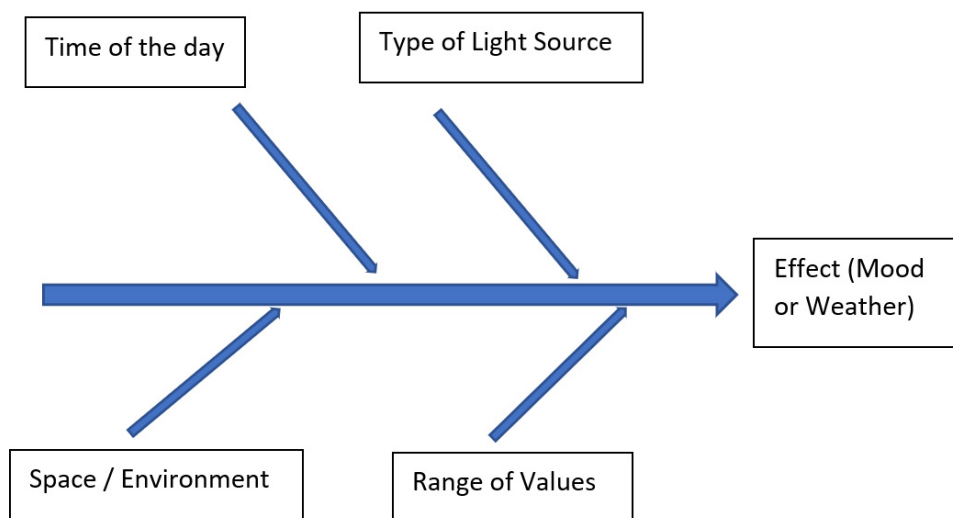 Time of the day
Type of Light Source
Effect (Mood
or Weather)
Space / Environment
Range of Values